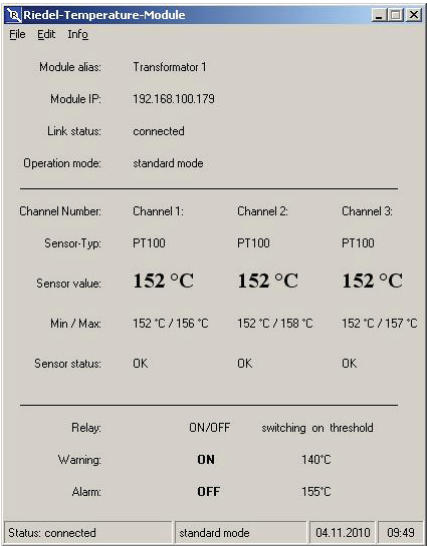 Riedel-Temperature-Module
File Edit Info
Module alias: Transformator 1
Module IP: 192.168.100.179
Link status: connected
Operation mode: standard mode
Channel Number: Channel 1: Channel 2: Channel 3:
Sensor-Typ: PT100 PT100 PT100
Sensor value: 152 °C 152 °C 152 °C
Min / Max: 152 °C / 156 °C 152 °C / 158 °C 152 °C / 157 °C
Sensor status: OK OK OK
Relay: ON/OFF switching on threshold
Warning: ON 140°C
Alarm: OFF 155°C
Status: connected standard mode 04.11.2010 09:49